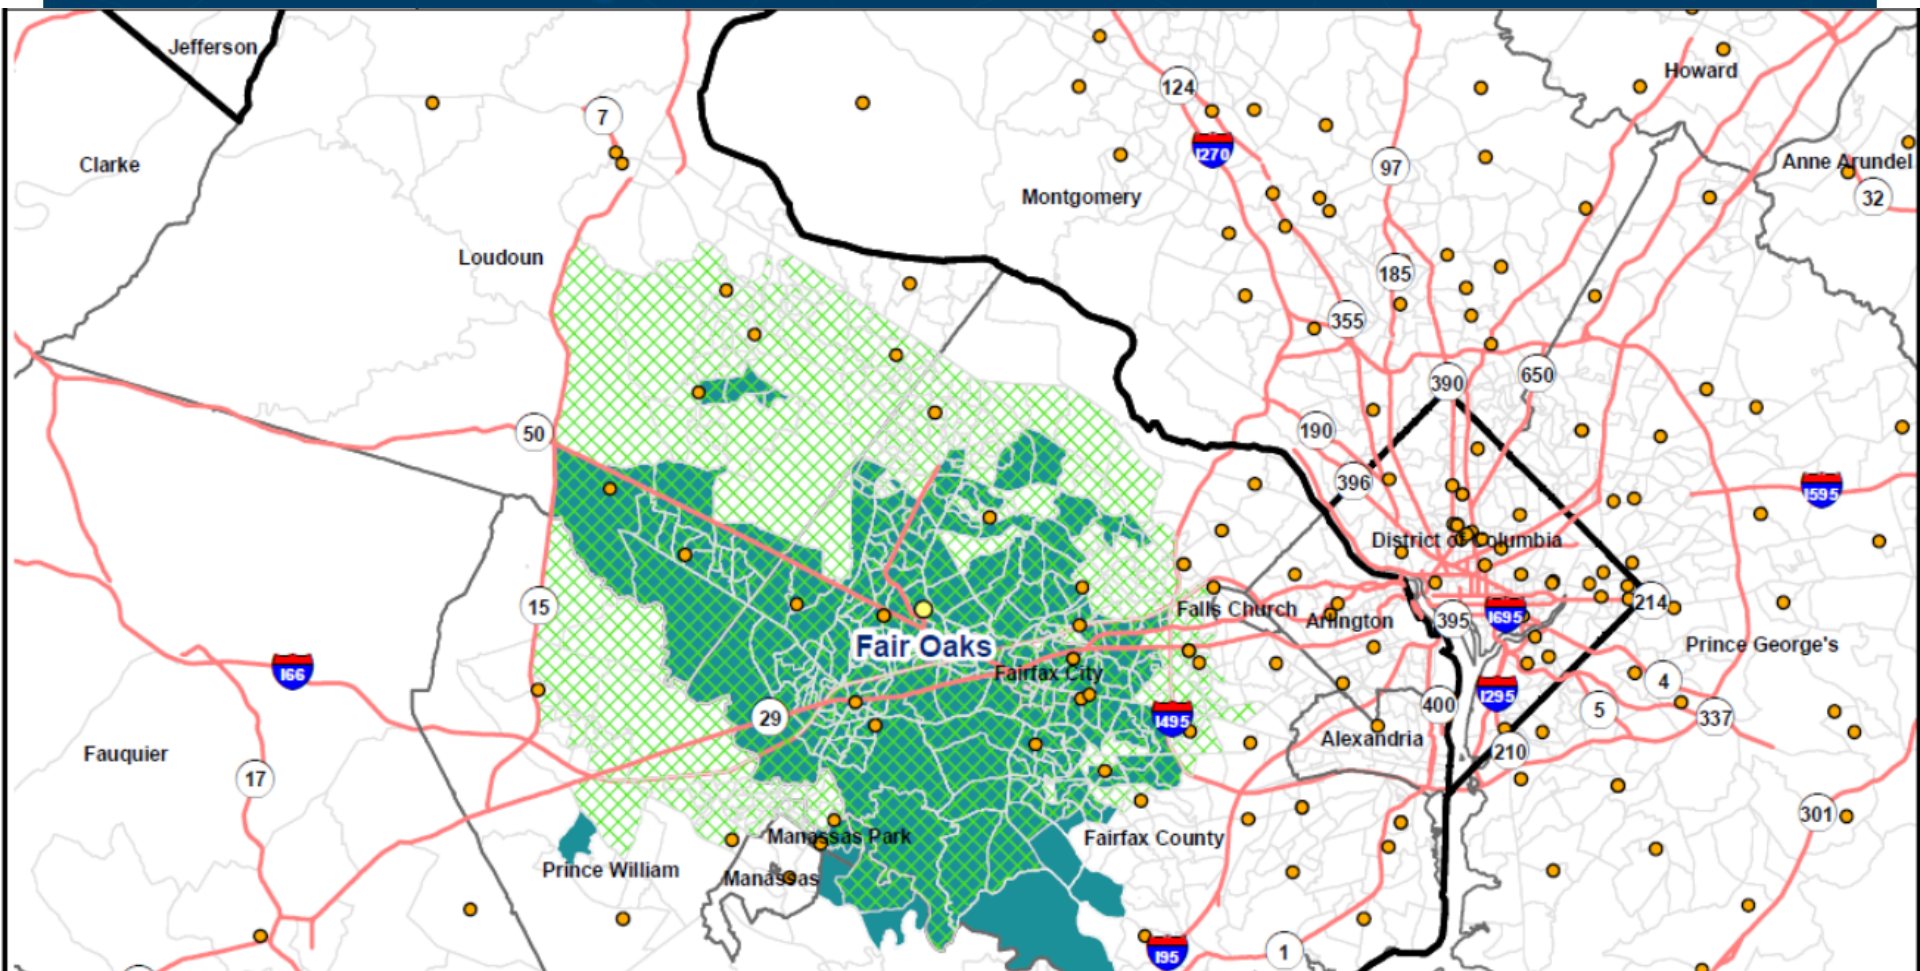 Jefferson
124
Howard
7
I270
97
Clarke
Anne Arundel
32
Montgomery
Loudoun
185
355
390
650
50
190
396
I595
District of Columbia
15
Falls Church
Arlington
395
I695
214
Fair Oaks
Prince George's
I66
Fairfax City
4
I295
400
5
337
29
I495
Alexandria
210
Fauquier
17
301
Manassas Park
Fairfax County
Prince William
Manassas
I95
1